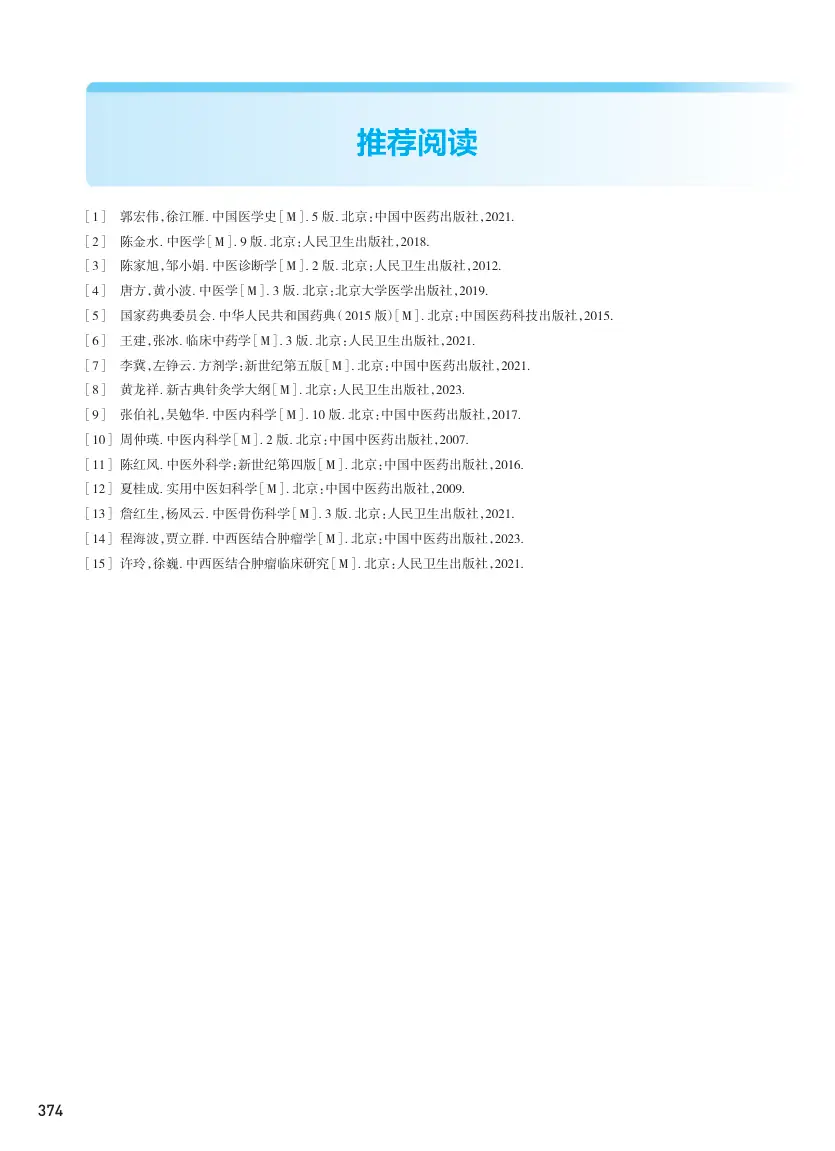 推荐阅读
［1］ 郭宏伟,徐江雁. 中国医学史［M］. 5 版. 北京:中国中医药出版社,2021.
［2］ 陈金水. 中医学［M］. 9 版. 北京:人民卫生出版社,2018.
［3］ 陈家旭,邹小娟. 中医诊断学［M］. 2 版. 北京:人民卫生出版社,2012.
［4］ 唐方,黄小波. 中医学［M］. 3 版. 北京:北京大学医学出版社,2019.
［5］ 国家药典委员会. 中华人民共和国药典(2015 版)［M］. 北京:中国医药科技出版社,2015.
［6］ 王建,张冰. 临床中药学［M］. 3 版. 北京:人民卫生出版社,2021.
［7］ 李冀,左铮云. 方剂学:新世纪第五版［M］. 北京:中国中医药出版社,2021.
［8］ 黄龙祥. 新古典针灸学大纲［M］. 北京:人民卫生出版社,2023.
［9］ 张伯礼,吴勉华. 中医内科学［M］. 10 版. 北京:中国中医药出版社,2017.
［10］ 周仲瑛. 中医内科学［M］. 2 版. 北京:中国中医药出版社,2007.
［11］ 陈红风. 中医外科学:新世纪第四版［M］. 北京:中国中医药出版社,2016.
［12］ 夏桂成. 实用中医妇科学［M］. 北京:中国中医药出版社,2009.
［13］ 詹红生,杨凤云. 中医骨伤科学［M］. 3 版. 北京:人民卫生出版社,2021.
［14］ 程海波,贾立群. 中西医结合肿瘤学［M］. 北京:中国中医药出版社,2023.
［15］ 许玲,徐巍. 中西医结合肿瘤临床研究［M］. 北京:人民卫生出版社,2021.
374